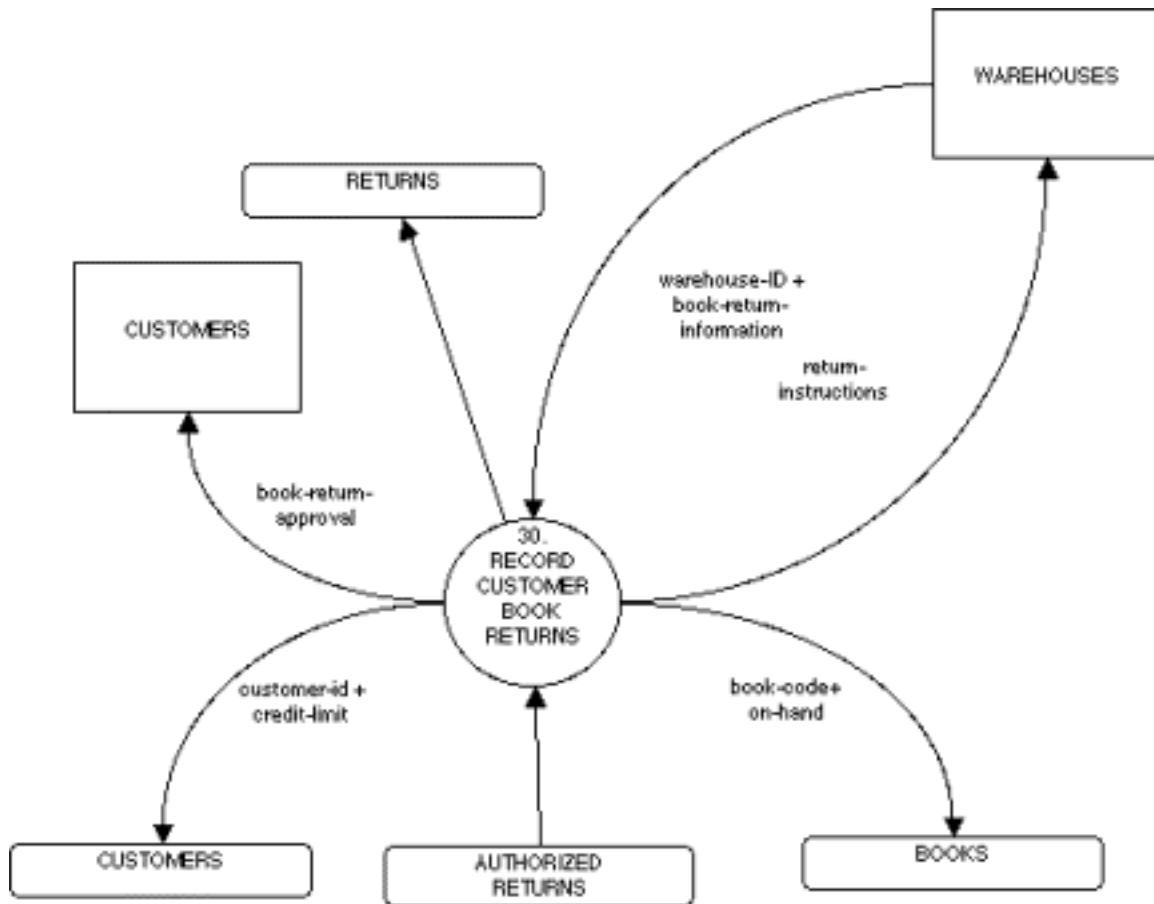 WAREHOUSES
RETURNS
warehouse-ID +
book-return-
information
CUSTOMERS
return-
instructions
book-return-
approval
30.
RECORD
CUSTOMER
BOOK
RETURNS
customer-id +
credit-limit
book-code+
on-hand
CUSTOMERS
AUTHORIZED
RETURNS
BOOKS